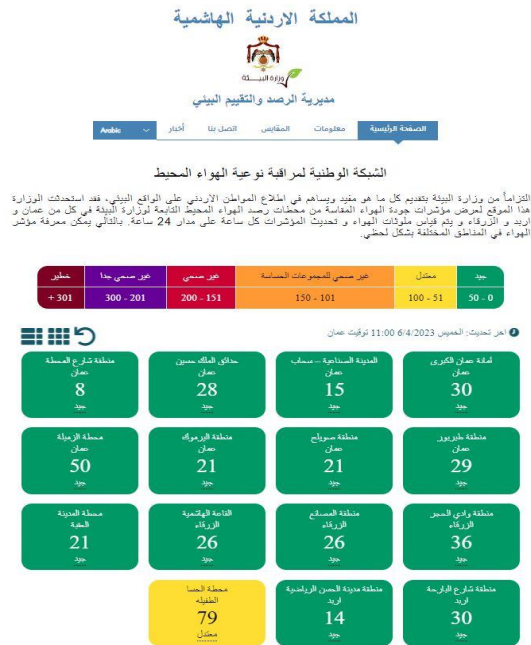 المملكة الاردنية الهاشمية
وزارة البيــــئة
مديرية الرصد والتقييم البيئي
الصفحة الرئيسية
معلومات
المقايس
اتصل بنا
أخبار
Arabic
الشبكة الوطنية لمراقبة نوعية الهواء المحيط
التزاماً من وزارة البيئة بتقديم كل ما هو مفيد ويساهم في اطلاع المواطن الاردني على الواقع البيئي، فقد استحدثت الوزارة
هذا الموقع لعرض مؤشرات جودة الهواء المقاسة من محطات رصد الهواء المحيط التابعة لوزارة البيئة في كل من عمان و
اربد و الزرقاء و يتم قياس ملوثات الهواء و تحديث المؤشرات كل ساعة على مدار 24 ساعة. بالتالي يمكن معرفة مؤشر
الهواء في المناطق المختلفة بشكل لحظي.
جيد
0 - 50
معتدل
51 - 100
غير صحي للمجموعات الحساسة
101 - 150
غير صحي
151 - 200
غير صحي جدا
201 - 300
خطير
301 +
اخر تحديث: الخميس 6/4/2023 11:00 توقيت عمان
أمانة عمان الكبرى
عمان
30
جيد
المدينة الصناعية – سحاب
عمان
15
جيد
حدائق الملك حسين
عمان
28
جيد
منطقة شارع المحطة
عمان
8
جيد
منطقة طبربور
عمان
29
جيد
منطقة صويلح
عمان
21
جيد
منطقة اليرموك
عمان
21
جيد
محطة الزميلة
عمان
50
جيد
منطقة وادي الحجر
الزرقاء
36
جيد
منطقة المصانع
الزرقاء
26
جيد
القاعة الهاشمية
الزرقاء
26
جيد
محطة المدينة
العقبة
21
جيد
منطقة شارع البارحة
اربد
30
جيد
منطقة مدينة الحسن الرياضية
اربد
14
جيد
محطة الحسا
الطفيله
79
معتدل